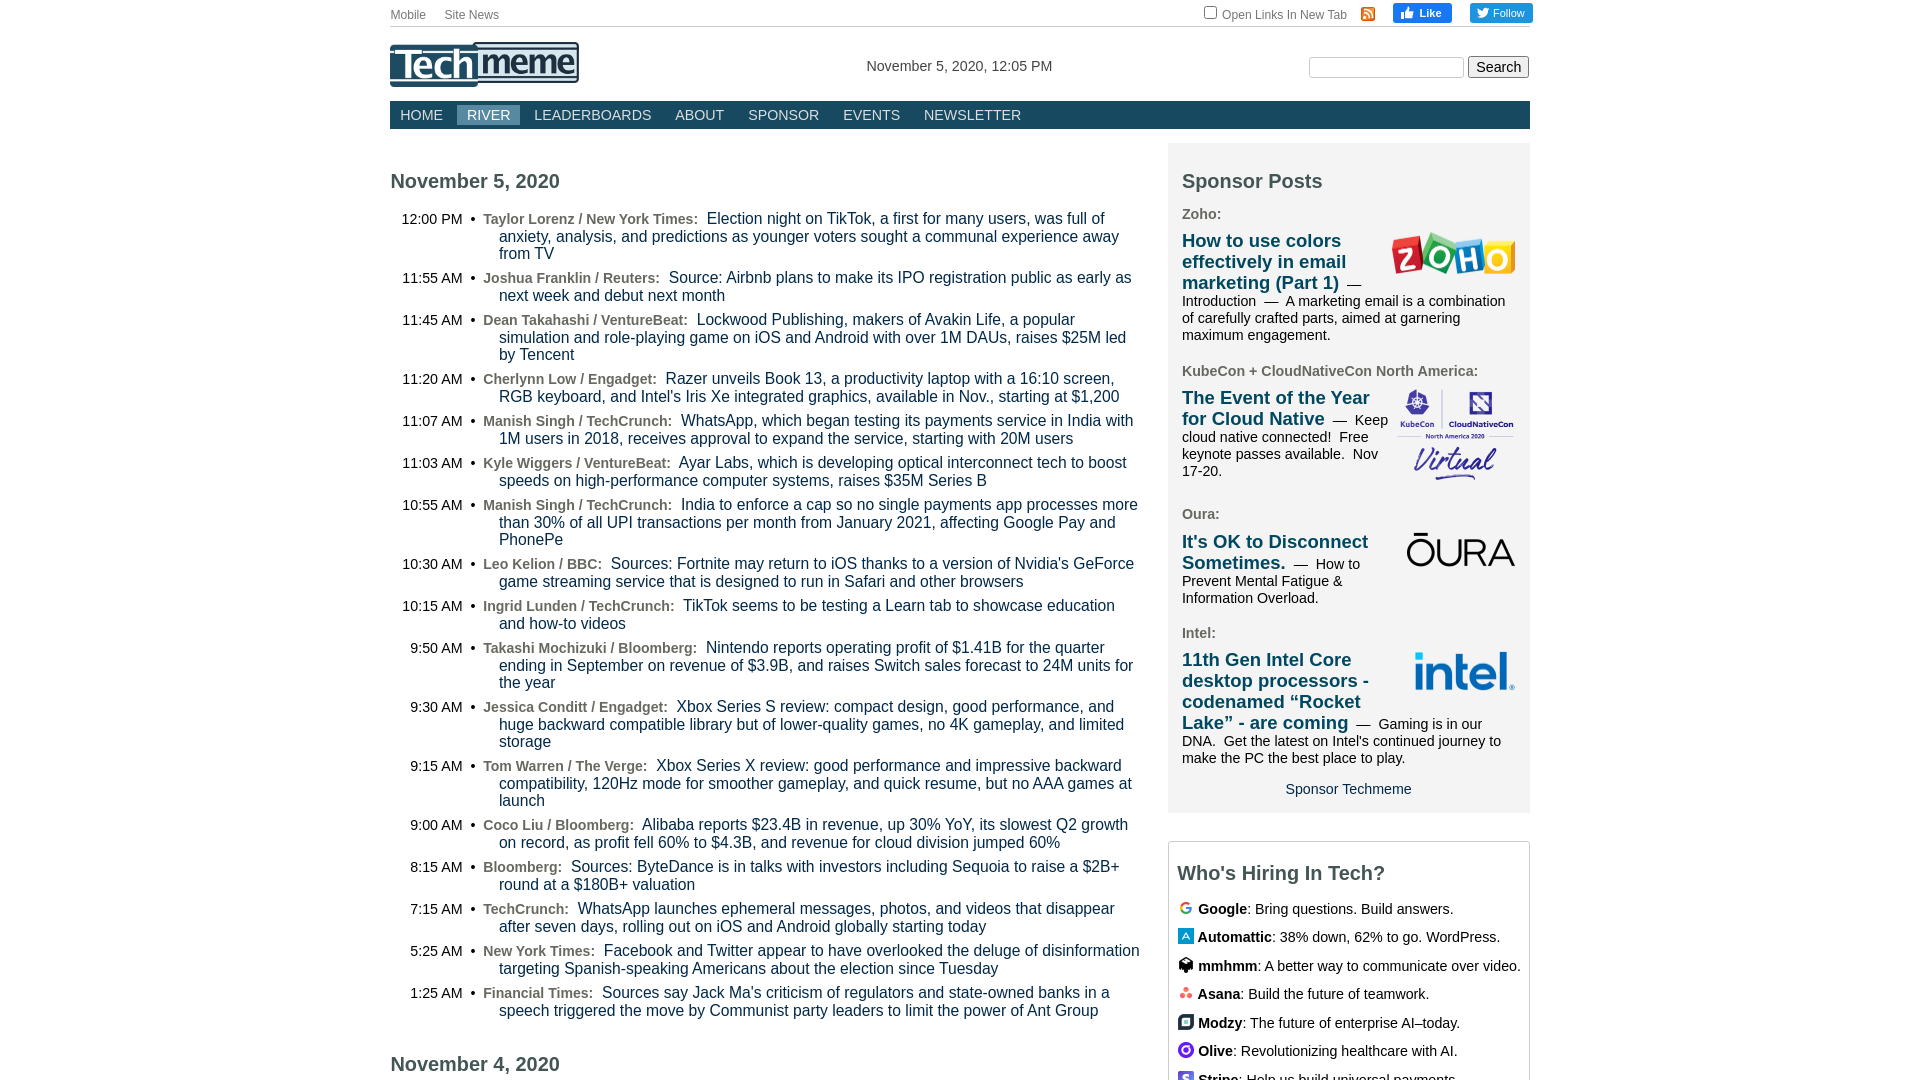 Mobile Site News Open Links In New Tab Like Follow
Techmeme November 5, 2020, 12:05 PM Search
HOME RIVER LEADERBOARDS ABOUT SPONSOR EVENTS NEWSLETTER
November 5, 2020
12:00 PM • Taylor Lorenz / New York Times: Election night on TikTok, a first for many users, was full of
anxiety, analysis, and predictions as younger voters sought a communal experience away
from TV
11:55 AM • Joshua Franklin / Reuters: Source: Airbnb plans to make its IPO registration public as early as
next week and debut next month
11:45 AM • Dean Takahashi / VentureBeat: Lockwood Publishing, makers of Avakin Life, a popular
simulation and role-playing game on iOS and Android with over 1M DAUs, raises $25M led
by Tencent
11:20 AM • Cherlynn Low / Engadget: Razer unveils Book 13, a productivity laptop with a 16:10 screen,
RGB keyboard, and Intel's Iris Xe integrated graphics, available in Nov., starting at $1,200
11:07 AM • Manish Singh / TechCrunch: WhatsApp, which began testing its payments service in India with
1M users in 2018, receives approval to expand the service, starting with 20M users
11:03 AM • Kyle Wiggers / VentureBeat: Ayar Labs, which is developing optical interconnect tech to boost
speeds on high-performance computer systems, raises $35M Series B
10:55 AM • Manish Singh / TechCrunch: India to enforce a cap so no single payments app processes more
than 30% of all UPI transactions per month from January 2021, affecting Google Pay and
PhonePe
10:30 AM • Leo Kelion / BBC: Sources: Fortnite may return to iOS thanks to a version of Nvidia's GeForce
game streaming service that is designed to run in Safari and other browsers
10:15 AM • Ingrid Lunden / TechCrunch: TikTok seems to be testing a Learn tab to showcase education
and how-to videos
9:50 AM • Takashi Mochizuki / Bloomberg: Nintendo reports operating profit of $1.41B for the quarter
ending in September on revenue of $3.9B, and raises Switch sales forecast to 24M units for
the year
9:30 AM • Jessica Conditt / Engadget: Xbox Series S review: compact design, good performance, and
huge backward compatible library but of lower-quality games, no 4K gameplay, and limited
storage
9:15 AM • Tom Warren / The Verge: Xbox Series X review: good performance and impressive backward
compatibility, 120Hz mode for smoother gameplay, and quick resume, but no AAA games at
launch
9:00 AM • Coco Liu / Bloomberg: Alibaba reports $23.4B in revenue, up 30% YoY, its slowest Q2 growth
on record, as profit fell 60% to $4.3B, and revenue for cloud division jumped 60%
8:15 AM • Bloomberg: Sources: ByteDance is in talks with investors including Sequoia to raise a $2B+
round at a $180B+ valuation
7:15 AM • TechCrunch: WhatsApp launches ephemeral messages, photos, and videos that disappear
after seven days, rolling out on iOS and Android globally starting today
5:25 AM • New York Times: Facebook and Twitter appear to have overlooked the deluge of disinformation
targeting Spanish-speaking Americans about the election since Tuesday
1:25 AM • Financial Times: Sources say Jack Ma's criticism of regulators and state-owned banks in a
speech triggered the move by Communist party leaders to limit the power of Ant Group
November 4, 2020
Sponsor Posts
Zoho:
How to use colors
effectively in email
marketing (Part 1) —
Introduction — A marketing email is a combination
of carefully crafted parts, aimed at garnering
maximum engagement.
ZOHO
KubeCon + CloudNativeCon North America:
The Event of the Year
for Cloud Native — Keep
cloud native connected! Free
keynote passes available. Nov
17-20.
KubeCon CloudNativeCon
North America 2020
Virtual
Oura:
It's OK to Disconnect
Sometimes. — How to
Prevent Mental Fatigue &
Information Overload.
ŌURA
Intel:
11th Gen Intel Core
desktop processors -
codenamed “Rocket
Lake” - are coming — Gaming is in our
DNA. Get the latest on Intel's continued journey to
make the PC the best place to play.
intel®
Sponsor Techmeme
Who's Hiring In Tech?
Google: Bring questions. Build answers.
Automattic: 38% down, 62% to go. WordPress.
mmhmm: A better way to communicate over video.
Asana: Build the future of teamwork.
Modzy: The future of enterprise AI–today.
Olive: Revolutionizing healthcare with AI.
Stripe: Help us build universal payments.